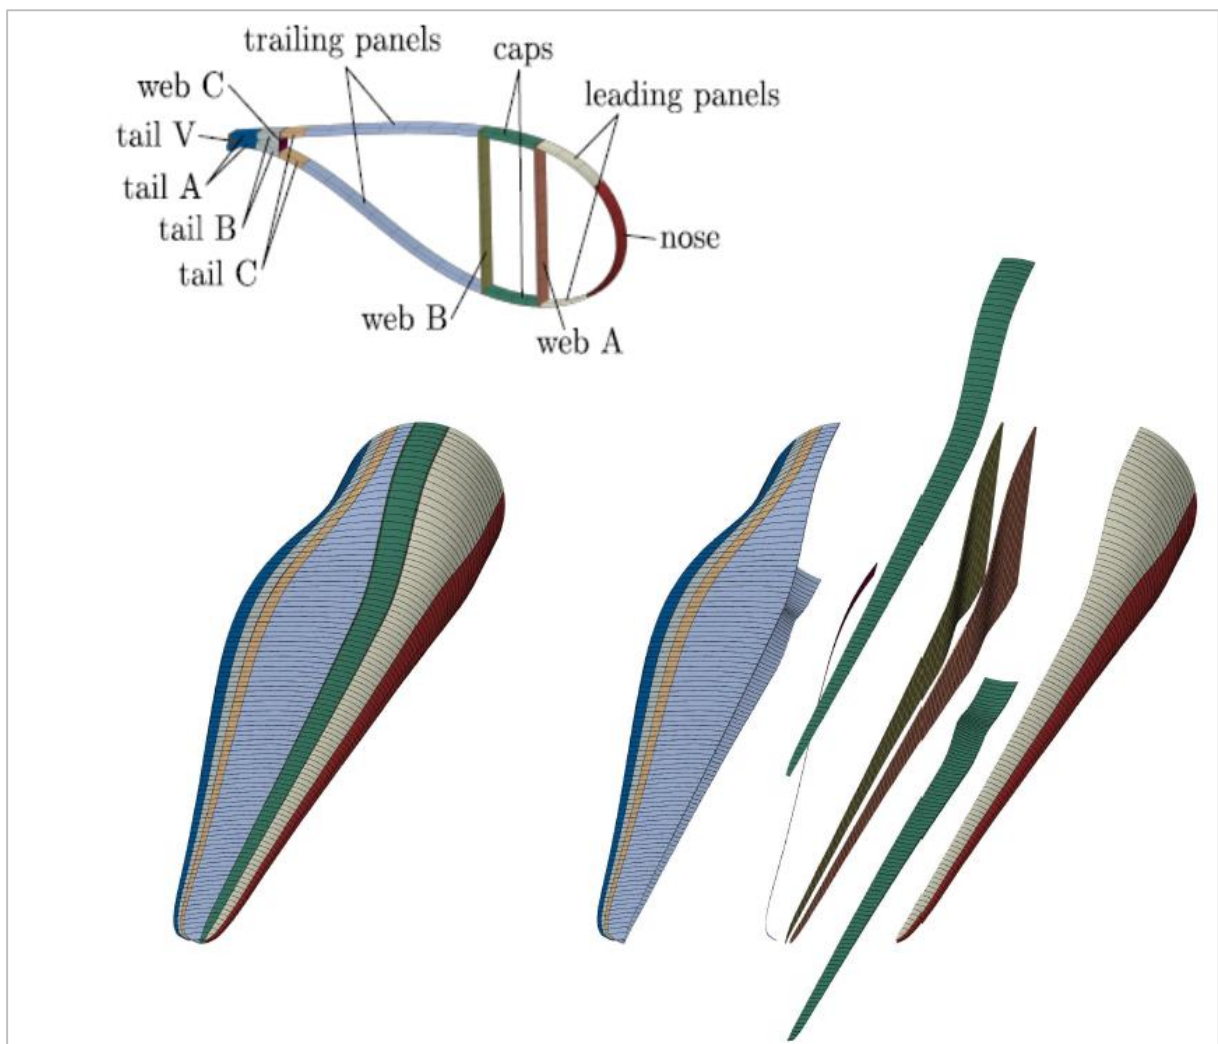 trailing panels
caps
web C
leading panels
tail V
tail A
tail B
nose
tail C
web B
web A